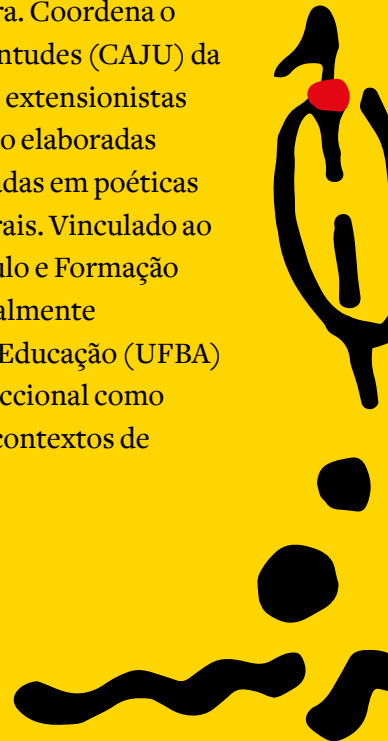 ra. Coordena o
ntudes (CAJU) da
extensionistas
o elaboradas
das em poéticas
rais. Vinculado ao
ulo e Formação
almente
Educação (UFBA)
ccional como
contextos de